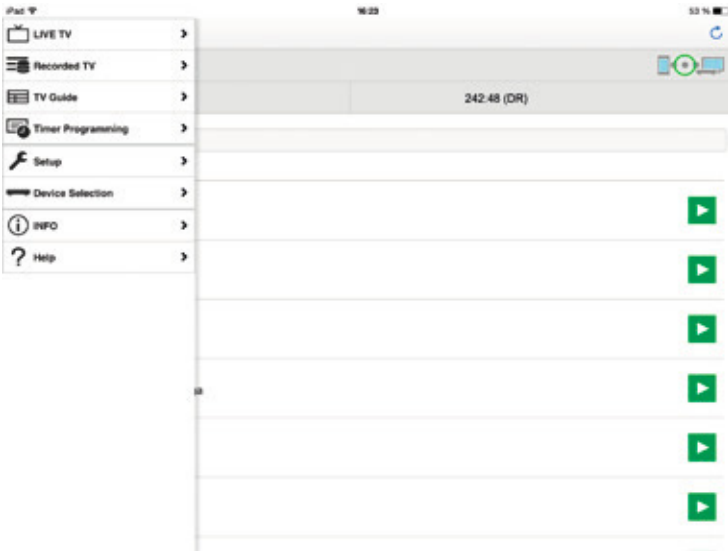 iPad 16:23 53 %
LIVE TV
Recorded TV
242:48 (DR)
TV Guide
Timer Programming
Setup
Device Selection
INFO
Help